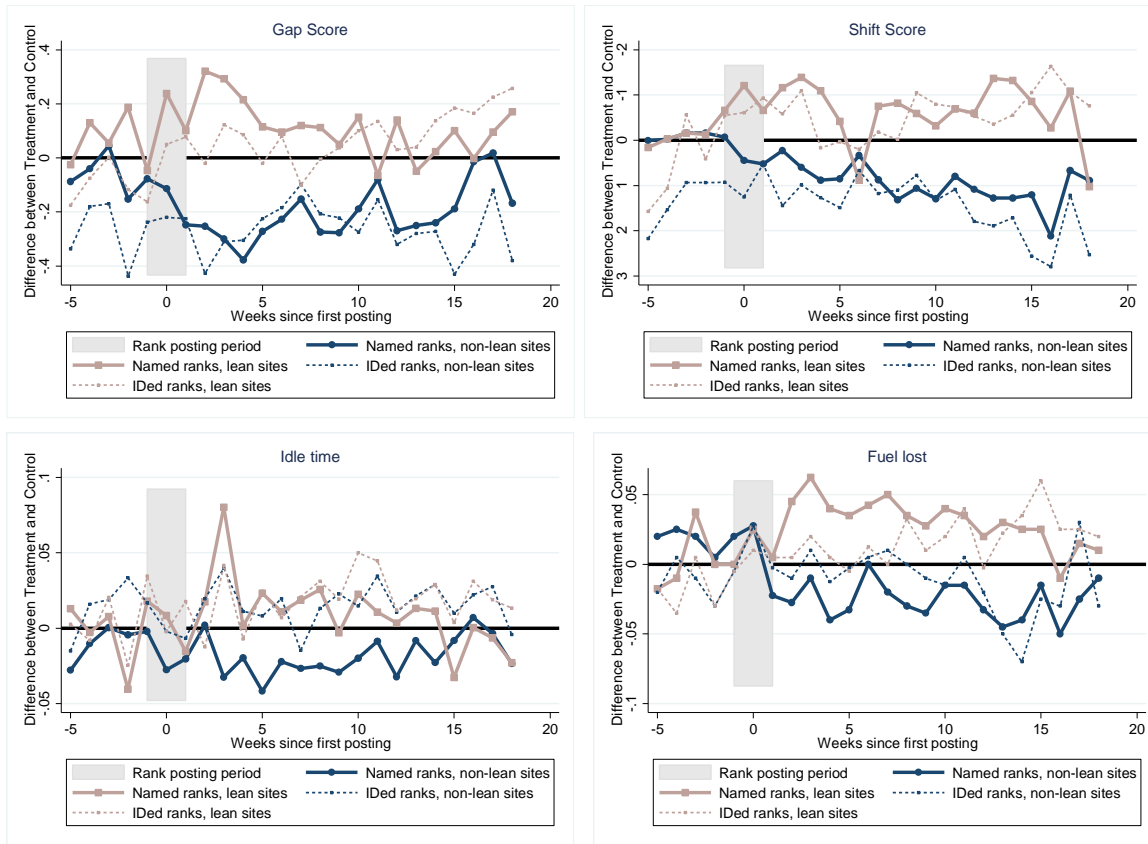 Gap Score
Difference between Treatment and Control
.4
.2
0
-.2
-.4
-5 0 5 10 15 20
Weeks since first posting
Rank posting period Named ranks, non-lean sites
Named ranks, lean sites IDed ranks, non-lean sites
IDed ranks, lean sites
Shift Score
Difference between Treatment and Control
-2
-1
0
1
2
3
-5 0 5 10 15 20
Weeks since first posting
Rank posting period Named ranks, non-lean sites
Named ranks, lean sites IDed ranks, non-lean sites
IDed ranks, lean sites
Idle time
Difference between Treatment and Control
.1
.05
0
-.05
-5 0 5 10 15 20
Weeks since first posting
Rank posting period Named ranks, non-lean sites
Named ranks, lean sites IDed ranks, non-lean sites
IDed ranks, lean sites
Fuel lost
Difference between Treatment and Control
.05
0
-.05
-.1
-5 0 5 10 15 20
Weeks since first posting
Rank posting period Named ranks, non-lean sites
Named ranks, lean sites IDed ranks, non-lean sites
IDed ranks, lean sites